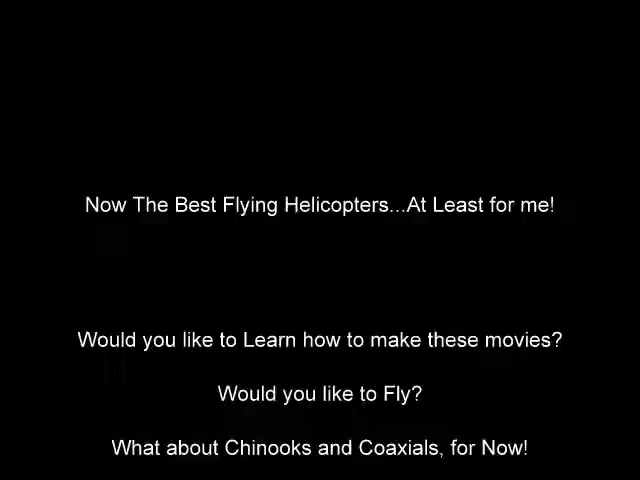 Now The Best Flying Helicopters...At Least for me!
Would you like to Learn how to make these movies?
Would you like to Fly?
What about Chinooks and Coaxials, for Now!